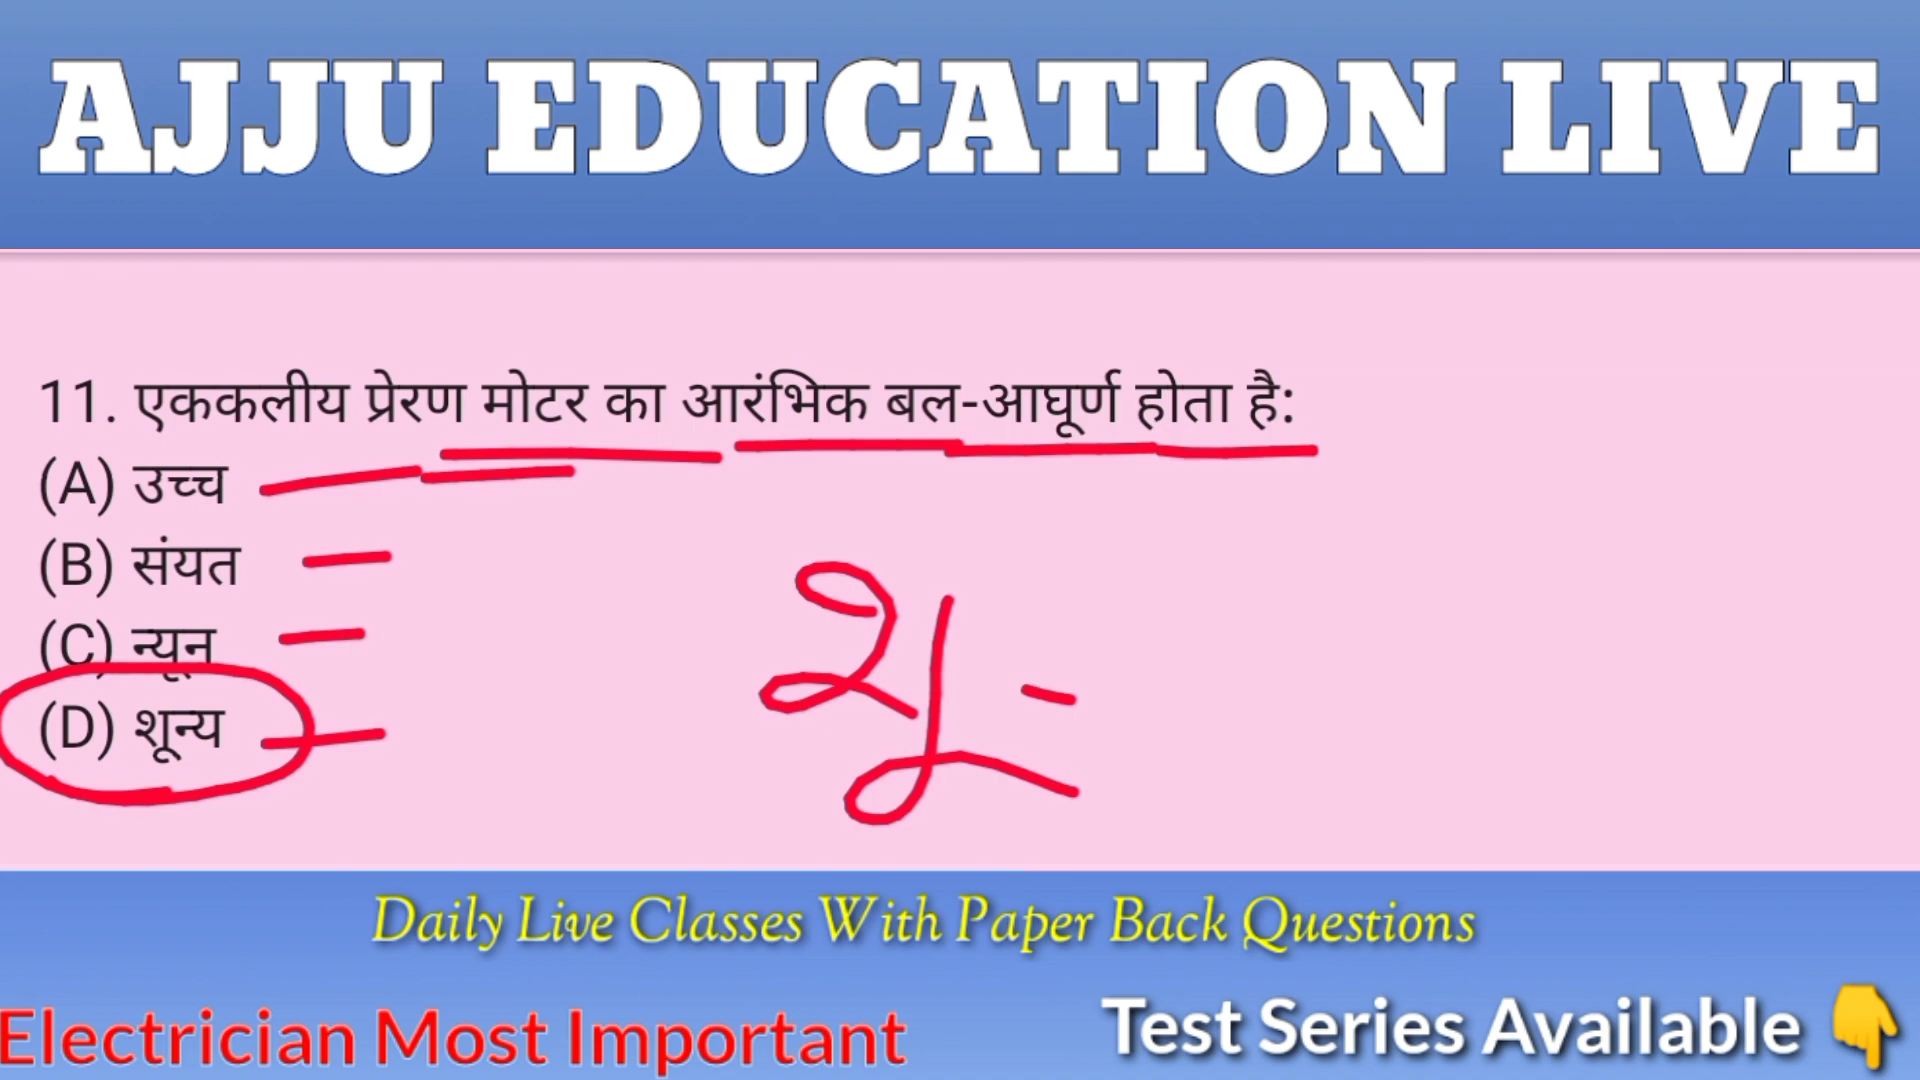 AJJU EDUCATION LIVE
11. एककलीय प्रेरण मोटर का आरंभिक बल-आघूर्ण होता है:
(A) उच्च
(B) संयत
(C) न्यून
(D) शून्य
Daily Live Classes With Paper Back Questions
Electrician Most Important
Test Series Available 👇